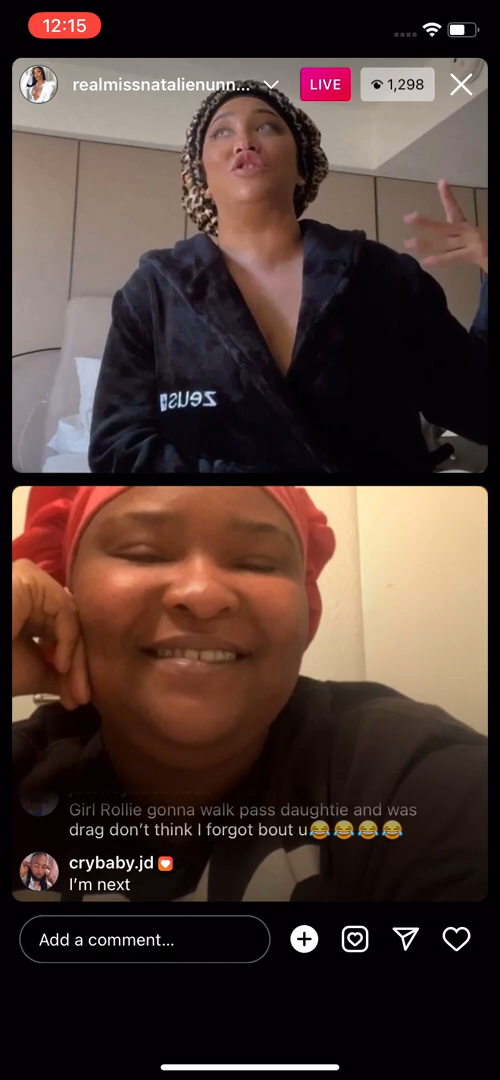 12:15
realmissnatalienunn...
LIVE
1,298
zeus
Girl Rollie gonna walk pass daughtie and was
drag don't think I forgot bout u😂😂😂😂
crybaby.jd
I'm next
Add a comment...